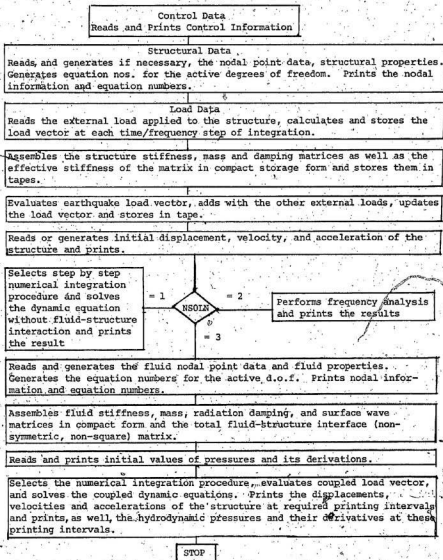 Control Data
Reads and Prints Control Information
Structural Data
Reads, and generates if necessary, the nodal point data, structural properties.
Generates equation nos. for the active degrees of freedom. Prints the nodal
information and equation numbers.
Load Data
Reads the external load applied to the structure, calculates and stores the
load vector at each time/frequency step of integration.
Assembles the structure stiffness, mass and damping matrices as well as the
effective stiffness of the matrix in compact storage form and stores them in
tapes.
Evaluates earthquake load vector, adds with the other external loads, updates
the load vector and stores in tape.
Reads or generates initial displacement, velocity, and acceleration of the
structure and prints.
Selects step by step
numerical integration
procedure and solves
the dynamic equation
without fluid-structure
interaction and prints
the result
= 1
NSOLN
= 2
Performs frequency analysis
and prints the results
= 3
Reads and generates the fluid nodal point data and fluid properties.
Generates the equation numbers for the active d.o.f. Prints nodal infor-
mation and equation numbers.
Assembles fluid stiffness, mass, radiation damping, and surface wave
matrices in compact form and the total fluid-structure interface (non-
symmetric, non-square) matrix.
Reads and prints initial values of pressures and its derivations.
Selects the numerical integration procedure, evaluates coupled load vector,
and solves the coupled dynamic equations. Prints the displacements,
velocities and accelerations of the structure at required printing intervals
and prints, as well, the hydrodynamic pressures and their derivatives at these
printing intervals.
STOP